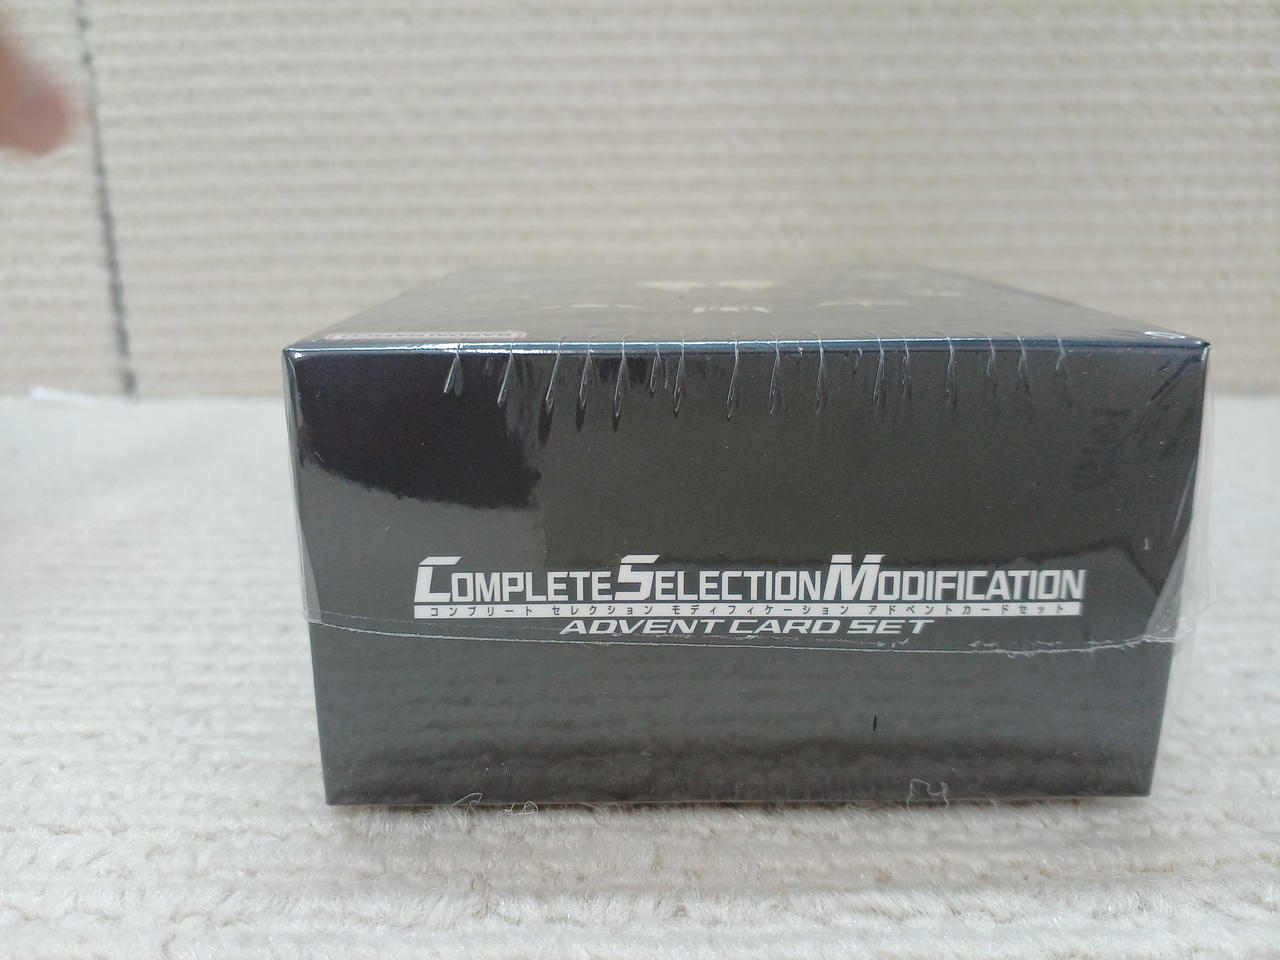 BANDAI NAMCO
COMPLETE SELECTION MODIFICATION
コンプリート セレクション モディフィケーション アドベントカードセット
ADVENT CARD SET